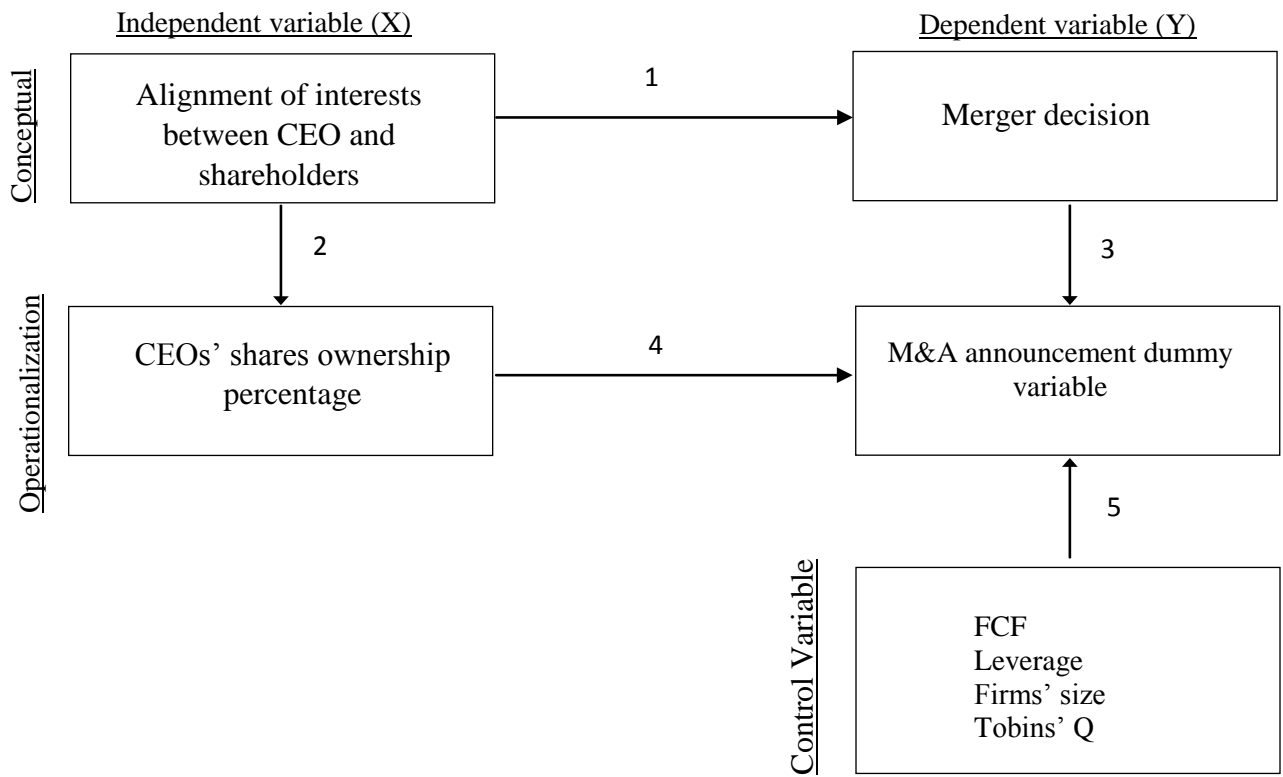 Independent variable (X)
Dependent variable (Y)
Conceptual
Alignment of interests
between CEO and
shareholders
1
Merger decision
2
3
Operationalization
CEOs’ shares ownership
percentage
4
M&A announcement dummy
variable
5
Control Variable
FCF
Leverage
Firms’ size
Tobins’ Q